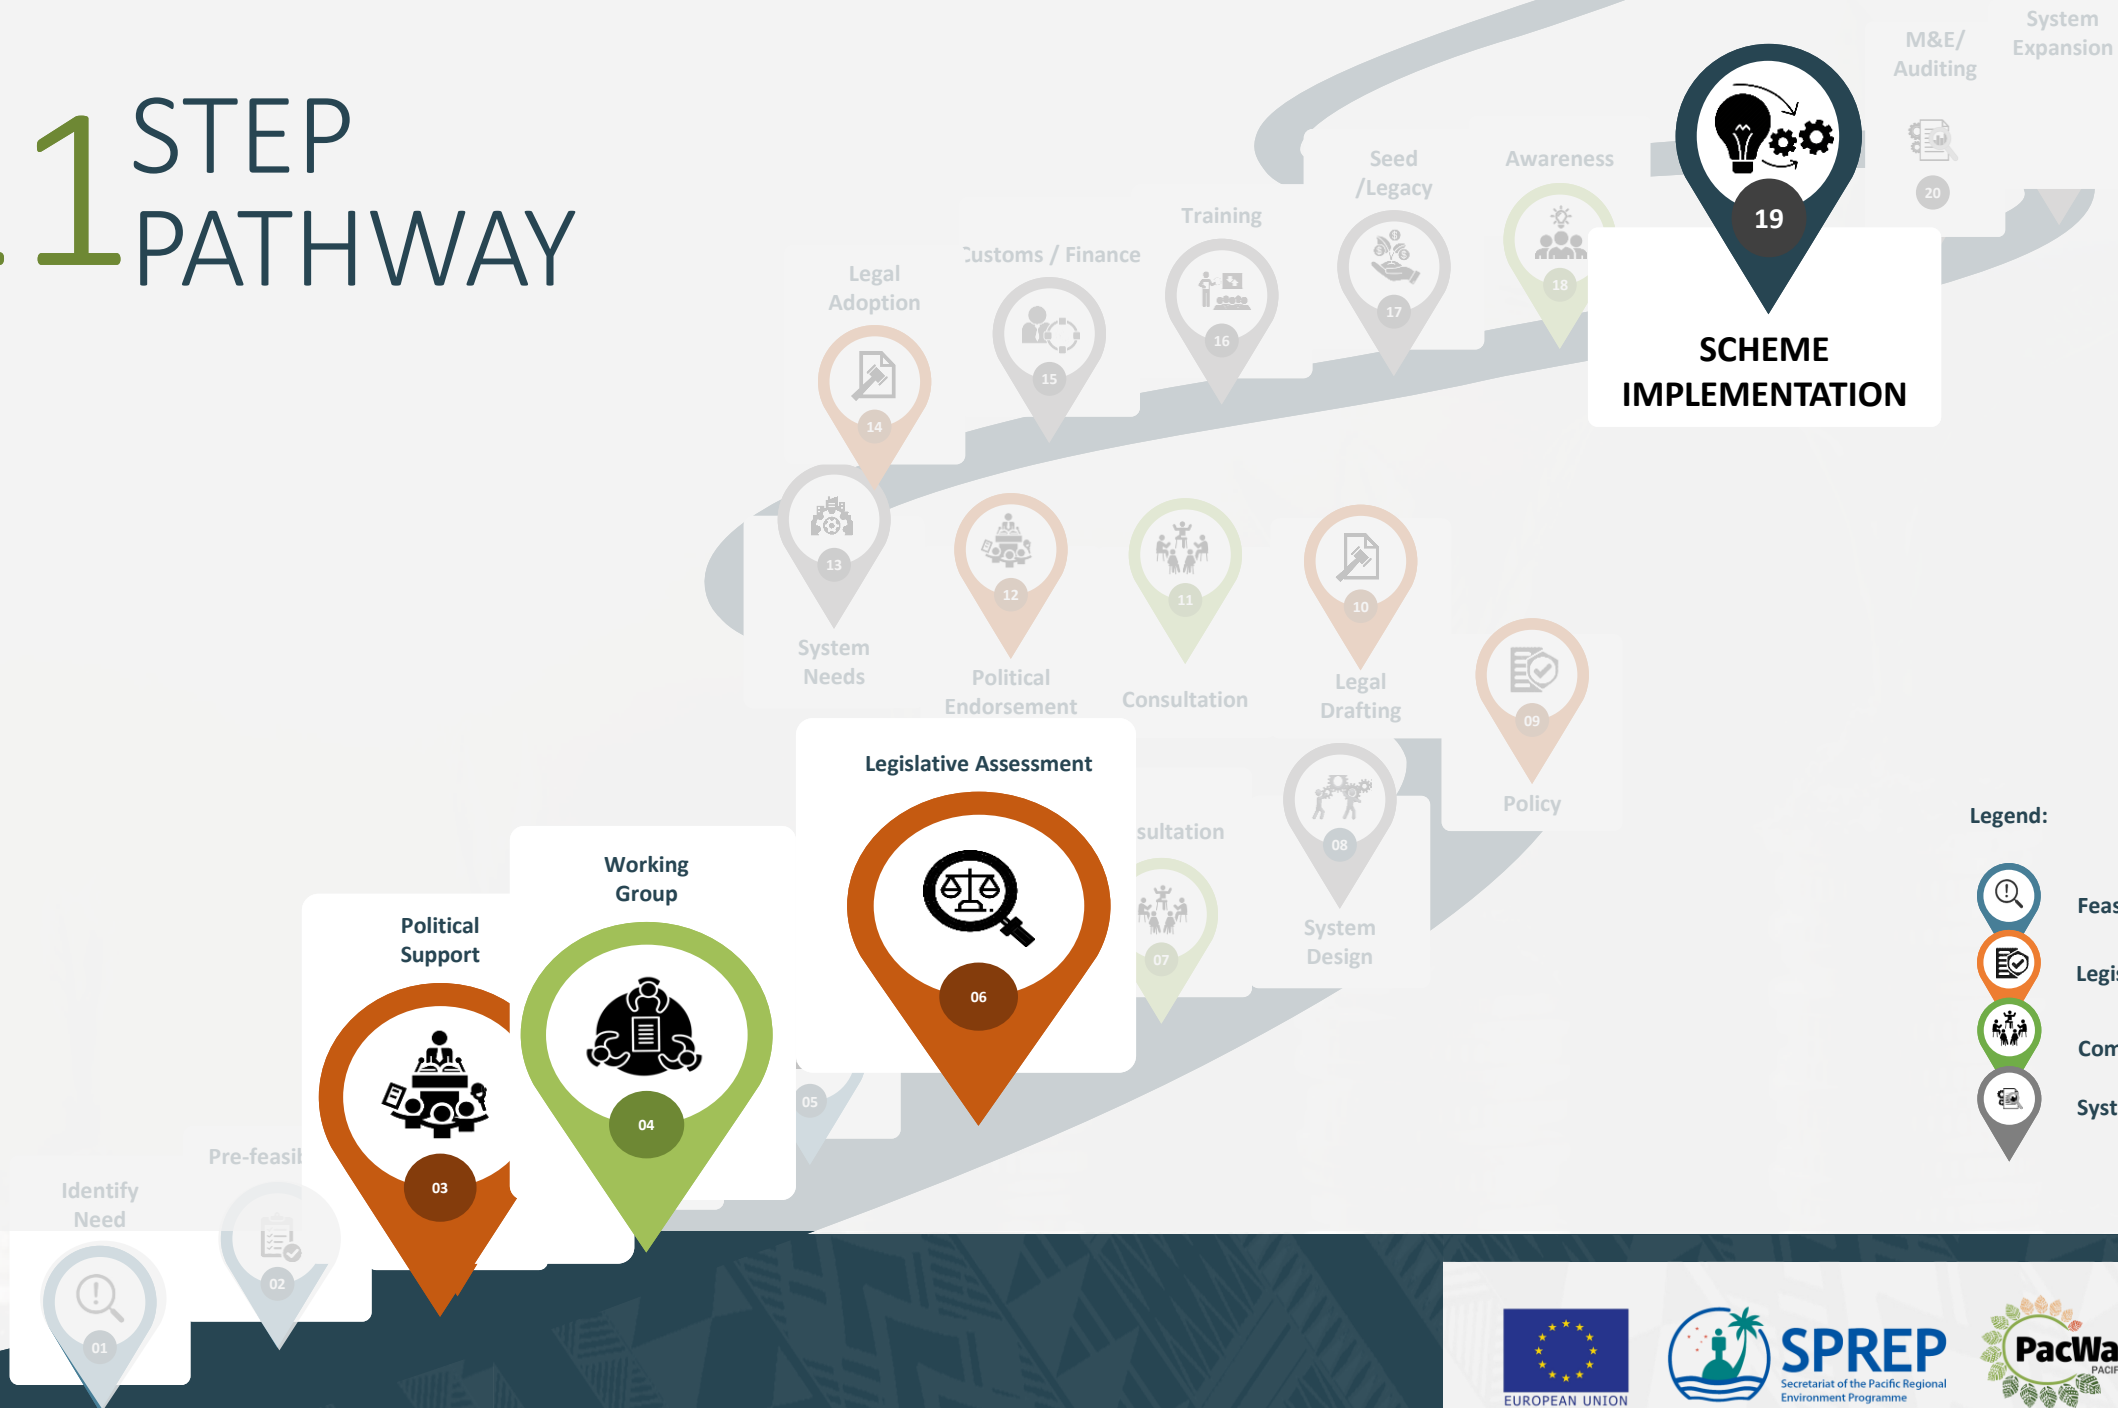 1 STEP
PATHWAY
System
Expansion
M&E/
Auditing
20
19
SCHEME
IMPLEMENTATION
Awareness
18
Seed
/Legacy
17
Training
16
Customs / Finance
15
Legal
Adoption
14
13
System
Needs
12
Political
Endorsement
11
Consultation
10
Legal
Drafting
09
Policy
08
System
Design
sultation
07
Legislative Assessment
06
05
Working
Group
04
Political
Support
03
Pre-feasib
02
Identify
Need
01
Legend:
Feas
Legis
Com
Syst
EUROPEAN UNION
SPREP
Secretariat of the Pacific Regional
Environment Programme
PacWa
PACIF